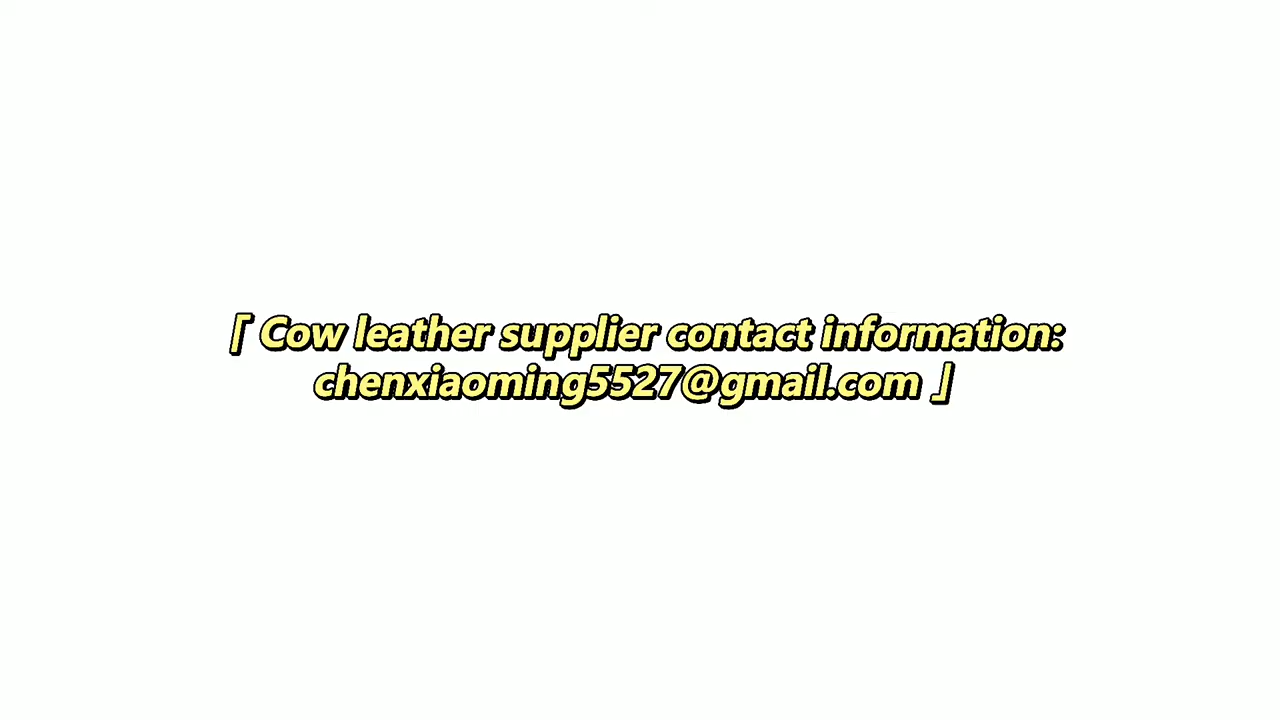 「 Cow leather supplier contact information:
chenxiaoming5527@gmail.com 」